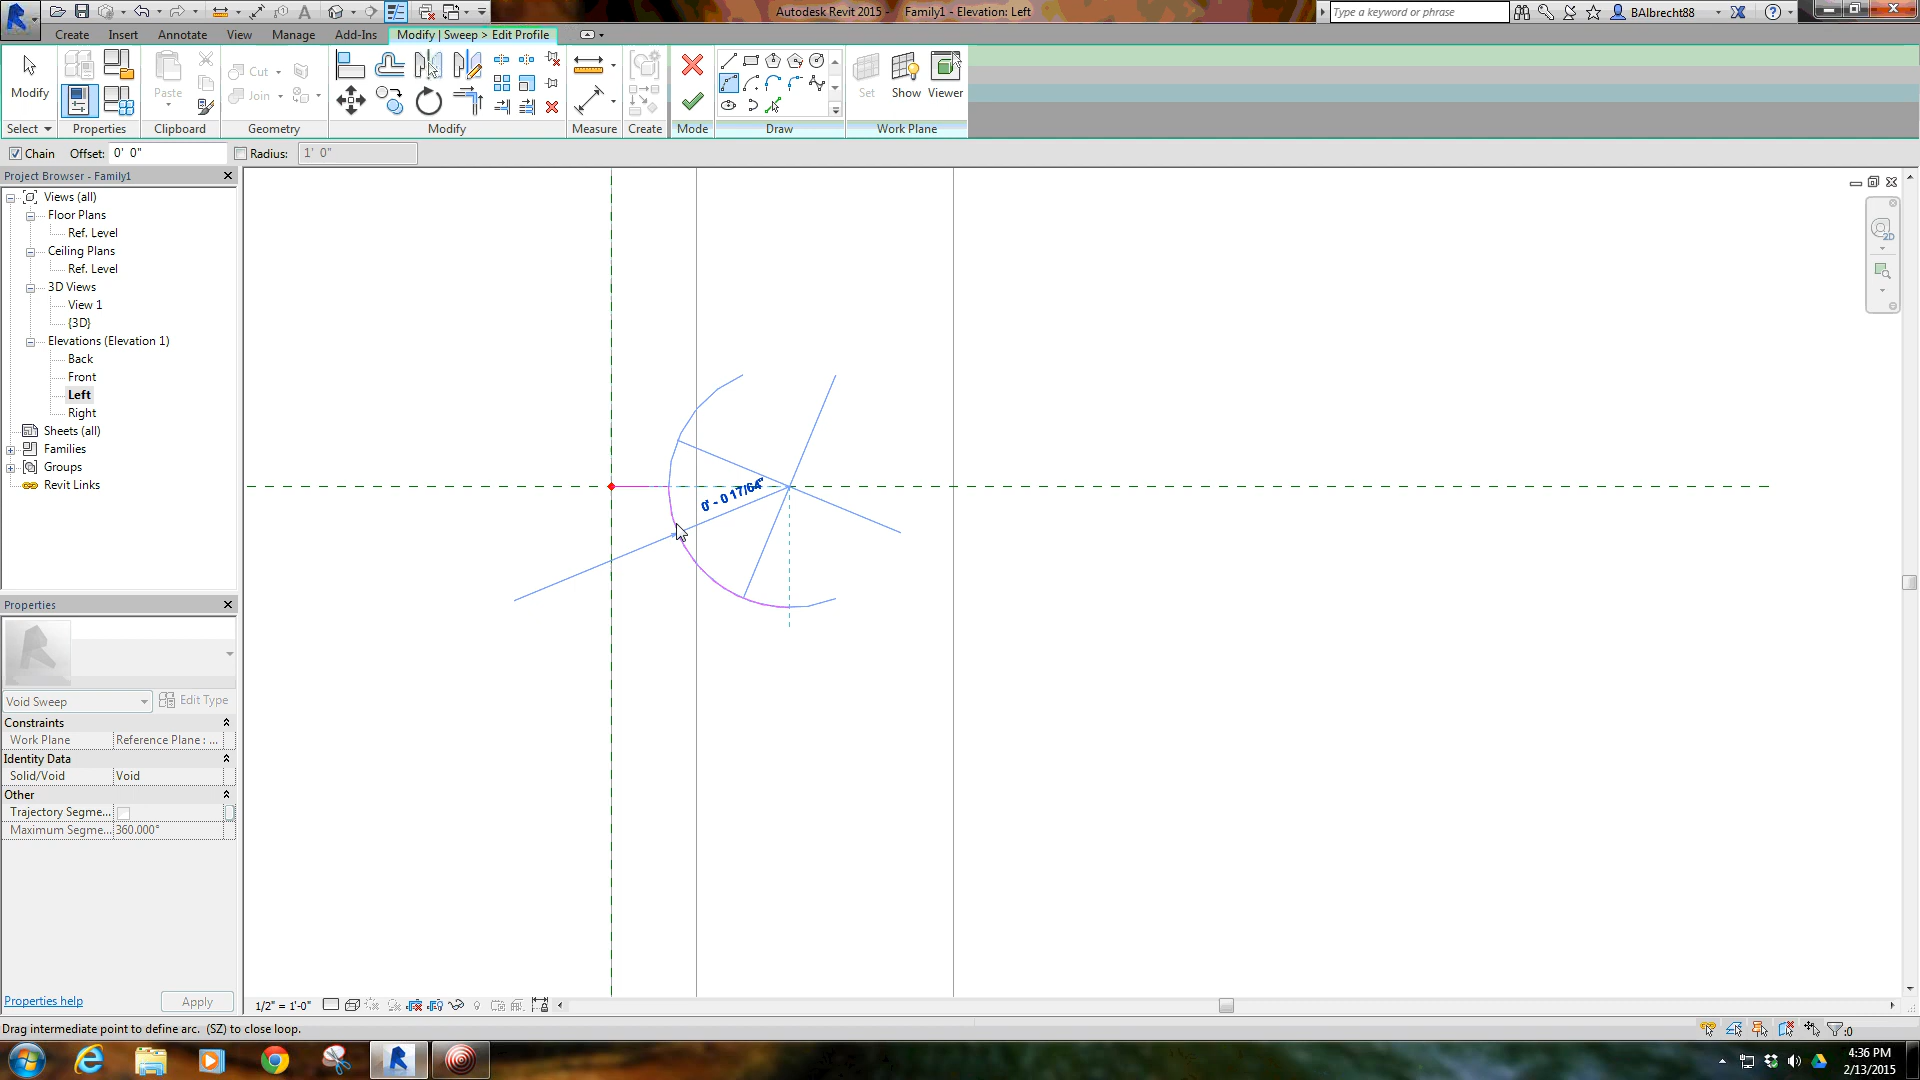 Autodesk Revit 2015 - Family1 - Elevation: Left
Type a keyword or phrase
BAlbrecht88
Create Insert Annotate View Manage Add-Ins Modify | Sweep > Edit Profile
Modify
Paste
Cut
Join
Set Show Viewer
Select Properties Clipboard Geometry Modify Measure Create Mode Draw Work Plane
Chain Offset: 0' 0" Radius: 1' 0"
Project Browser - Family1
Views (all)
Floor Plans
Ref. Level
Ceiling Plans
Ref. Level
3D Views
View 1
{3D}
Elevations (Elevation 1)
Back
Front
Left
Right
Sheets (all)
Families
Groups
Revit Links
2D
0' - 0 17/64"
Properties
Void Sweep Edit Type
Constraints
Work Plane Reference Plane : ...
Identity Data
Solid/Void Void
Other
Trajectory Segme...
Maximum Segme... 360.000°
Properties help Apply
1/2" = 1'-0"
Drag intermediate point to define arc. (SZ) to close loop.
:0
4:36 PM
2/13/2015